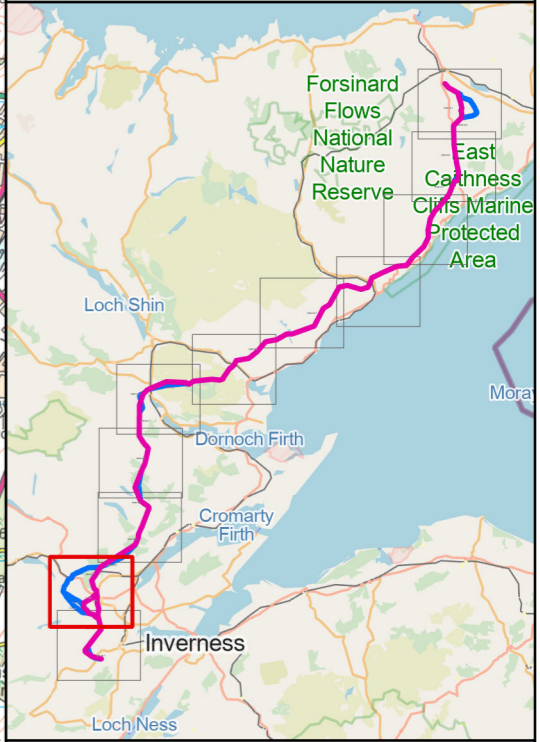 Forsinard
Flows
National
Nature
Reserve
East
Caithness
Cliffs Marine
Protected
Area
Loch Shin
Mora
Dornoch Firth
Cromarty
Firth
Inverness
Loch Ness